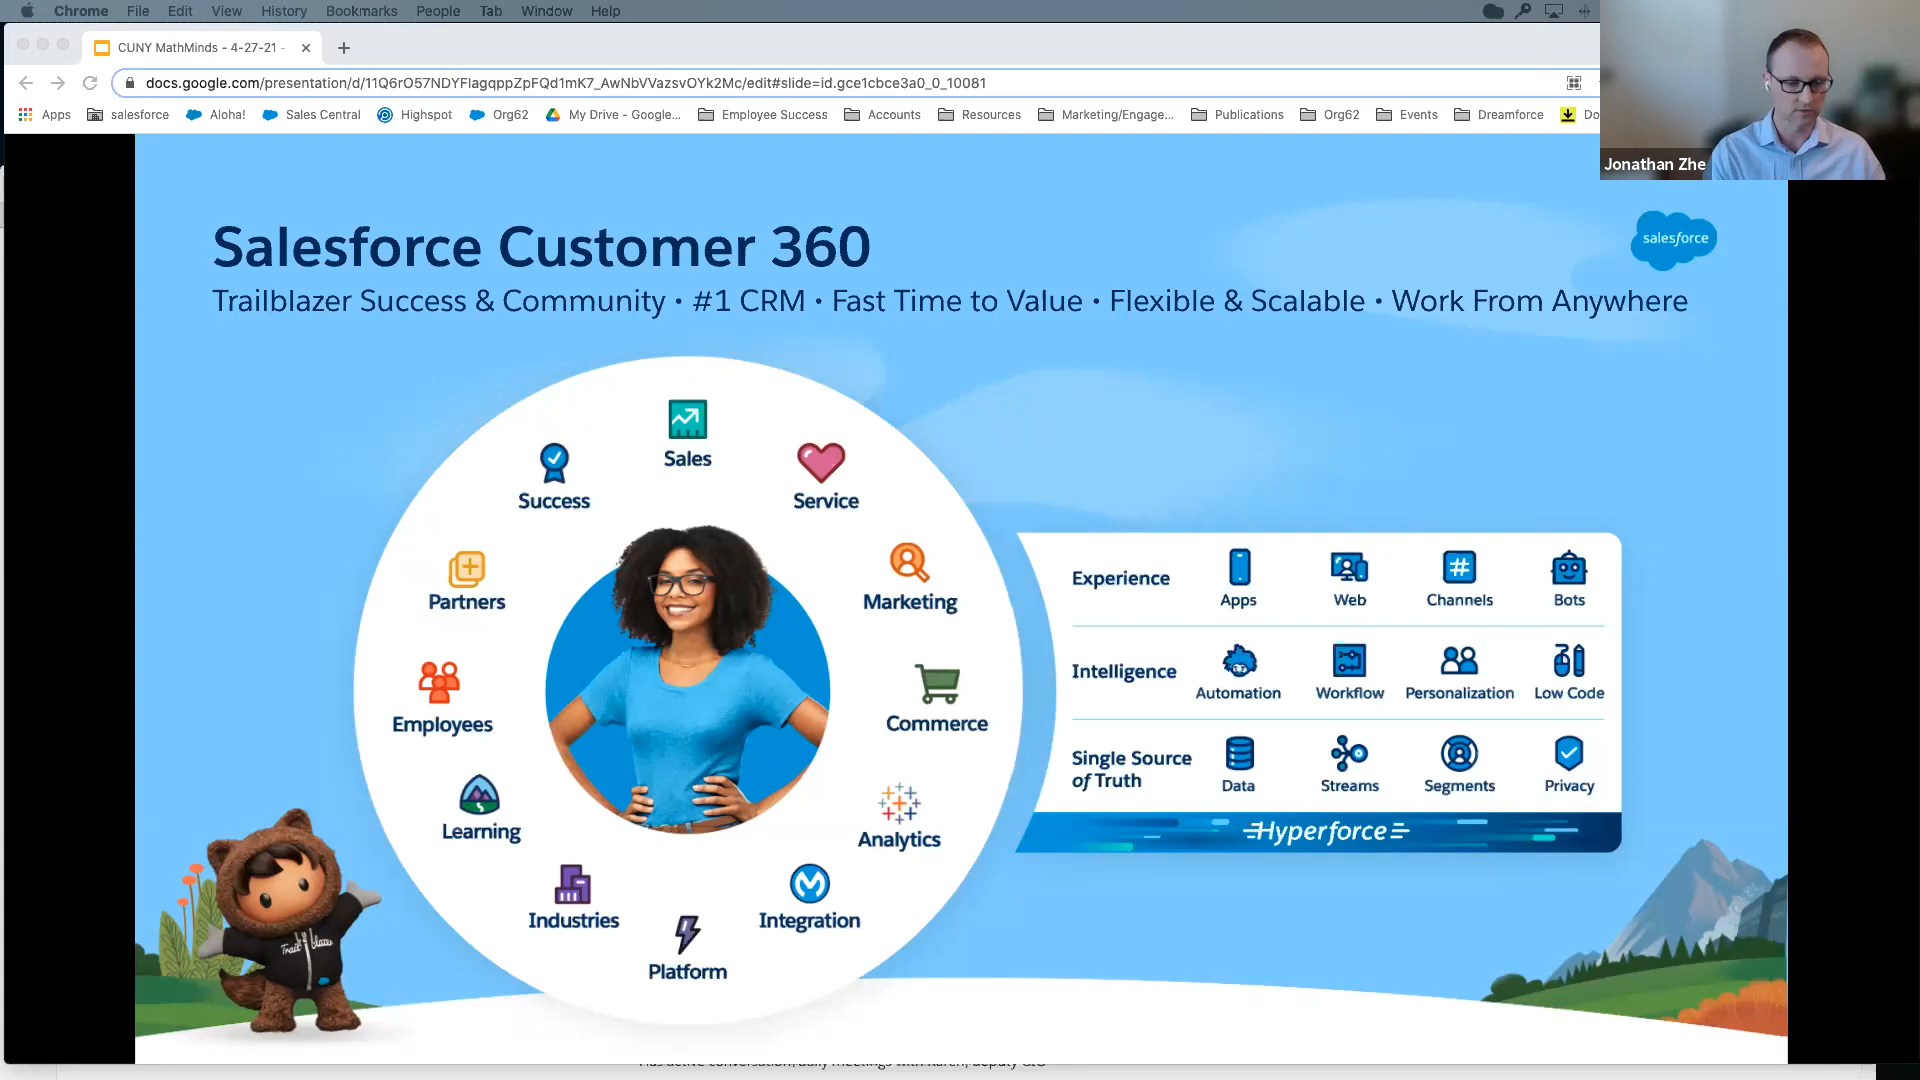 Chrome File Edit View History Bookmarks People Tab Window Help
CUNY MathMinds - 4-27-21 -
docs.google.com/presentation/d/11Q6rO57NDYFlagqppZpFQd1mK7_AwNbVVazsvOYk2Mc/edit#slide=id.gce1cbce3a0_0_10081
Apps salesforce Aloha! Sales Central Highspot Org62 My Drive - Google... Employee Success Accounts Resources Marketing/Engage... Publications Org62 Events Dreamforce Do
Jonathan Zhe
Salesforce Customer 360
salesforce
Trailblazer Success & Community • #1 CRM • Fast Time to Value • Flexible & Scalable • Work From Anywhere
Sales
Success
Service
Partners
Marketing
Employees
Commerce
Learning
Analytics
Industries
Integration
Platform
Experience
Apps Web Channels Bots
Intelligence
Automation Workflow Personalization Low Code
Single Source
of Truth
Data Streams Segments Privacy
Hyperforce